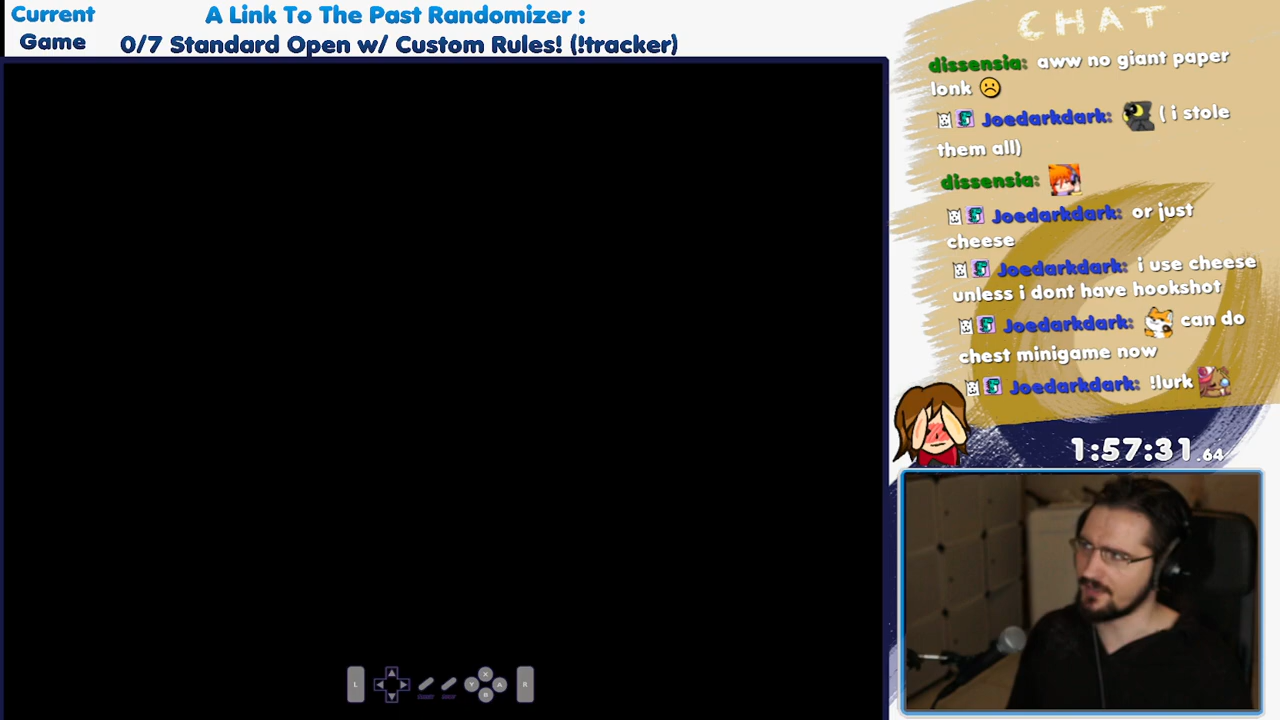 Current
Game
A Link To The Past Randomizer :
0/7 Standard Open w/ Custom Rules! (!tracker)
CHAT
dissensia: aww no giant paper
lonk
Joedarkdark: ( i stole
them all)
dissensia:
Joedarkdark: or just
cheese
Joedarkdark: i use cheese
unless i dont have hookshot
Joedarkdark: can do
chest minigame now
Joedarkdark: !lurk
1:57:31.64
L
X
Y
A
B
R